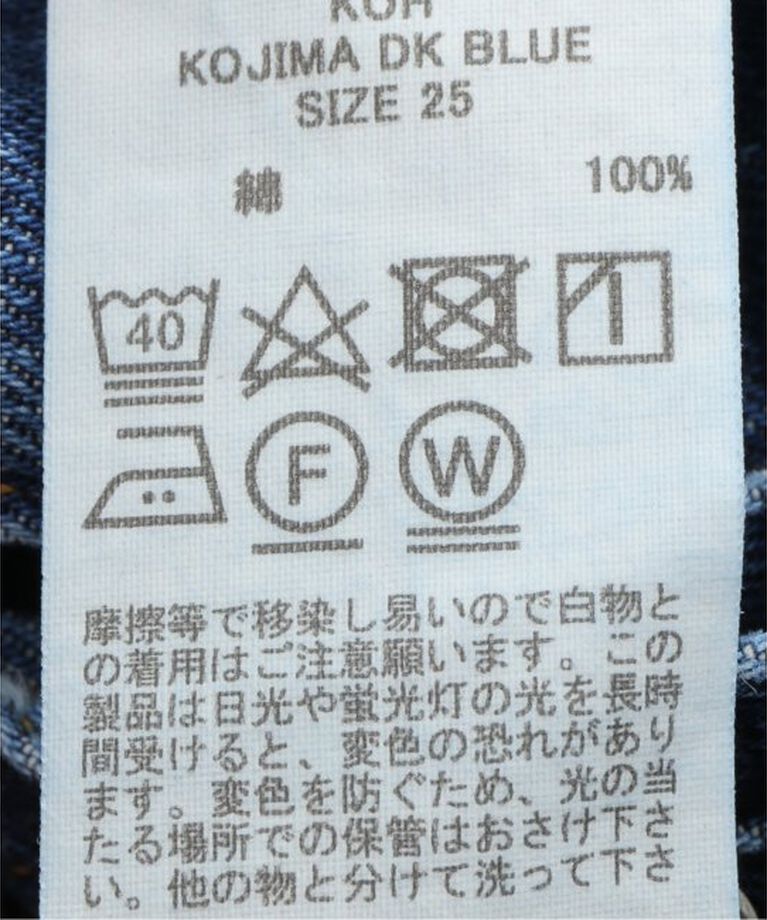 KOH
KOJIMA DK BLUE
SIZE 25
綿 100%
40
F W
摩擦等で移染し易いので白物と
の着用はご注意願います。この
製品は日光や蛍光灯の光を長時
間受けると、変色の恐れがあり
ます。変色を防ぐため、光の当
たる場所での保管はおさけ下さ
い。他の物と分けて洗って下さ